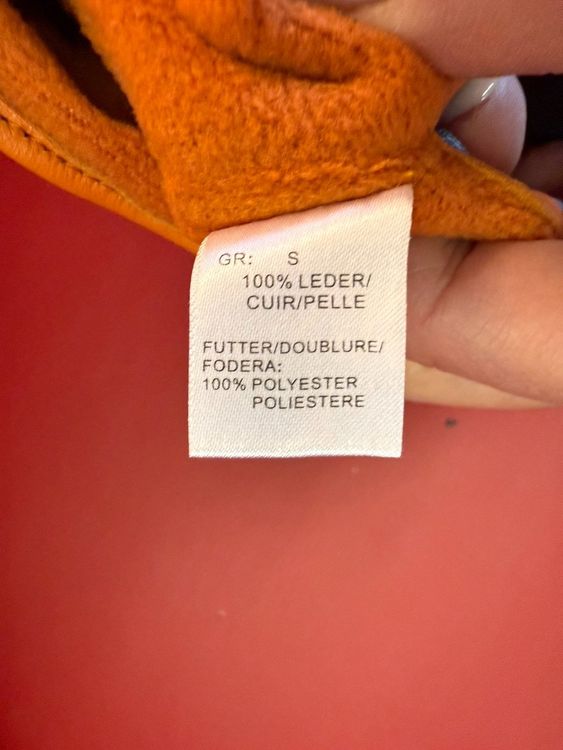 GR: S
100% LEDER/
CUIR/PELLE
FUTTER/DOUBLURE/
FODERA:
100% POLYESTER
POLIESTERE